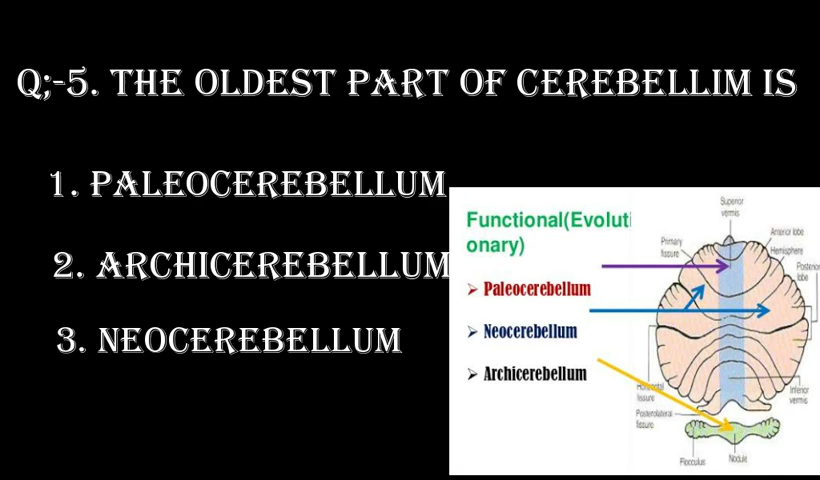 Q;-5. THE OLDEST PART OF CEREBELLIM IS
1. PALEOCEREBELLUM
2. ARCHICEREBELLUM
3. NEOCEREBELLUM
Functional(Evoluti
onary)
➢ Paleocerebellum
➢ Neocerebellum
➢ Archicerebellum
Superior
vermis
Anterior lobe
Primary
fissure
Hemisphere
Posterior
lobe
Horizontal
fissure
Inferior
vermis
Posterolateral
fissure
Flocculus
Nodule